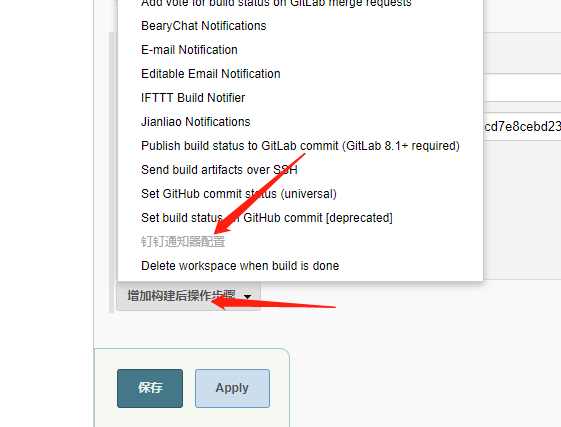 Add vote for build status on GitLab merge requests
BearyChat Notifications
E-mail Notification
Editable Email Notification
IFTTT Build Notifier
Jianliao Notifications
Publish build status to GitLab commit (GitLab 8.1+ required)
cd7e8cebd23
Send build artifacts over SSH
Set GitHub commit status (universal)
Set build status on GitHub commit [deprecated]
钉钉通知器配置
Delete workspace when build is done
增加构建后操作步骤
保存
Apply